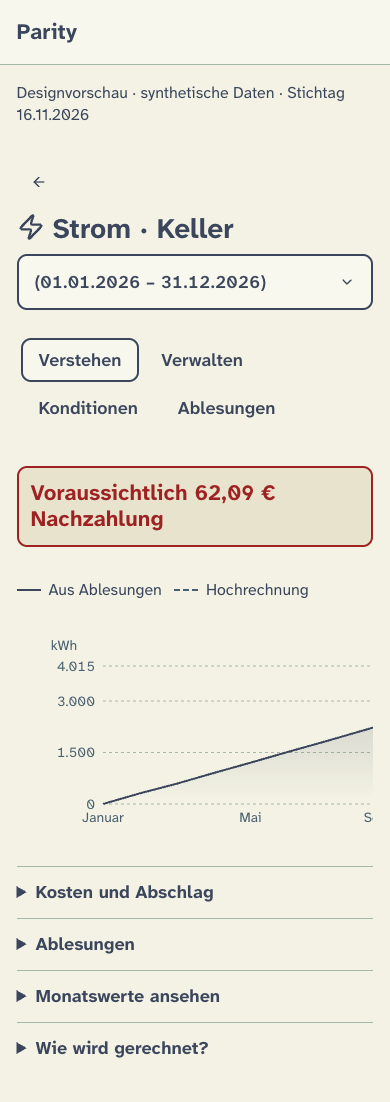 Parity
Designvorschau · synthetische Daten · Stichtag
16.11.2026
←
Strom · Keller
(01.01.2026 – 31.12.2026)
Verstehen
Verwalten
Konditionen
Ablesungen
Voraussichtlich 62,09 €
Nachzahlung
Aus Ablesungen
Hochrechnung
kWh
4.015
3.000
1.500
0
Januar
Mai
Kosten und Abschlag
Ablesungen
Monatswerte ansehen
Wie wird gerechnet?